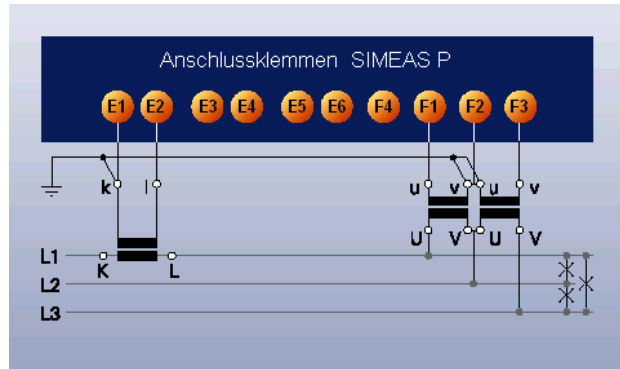 Anschlussklemmen SIMEAS P
E1 E2 E3 E4 E5 E6 F4 F1 F2 F3
k l u v u v
U V U V
L1 K L
L2
L3